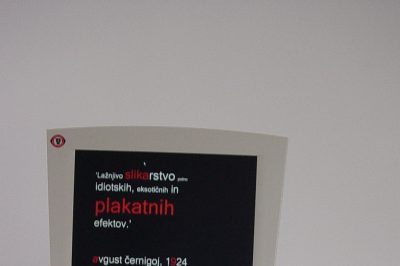 'Lažnjivo slikarstvo polno
idiotskih, eksotičnih in
plakatnih
efektov.'
avgust černigoj, 1924